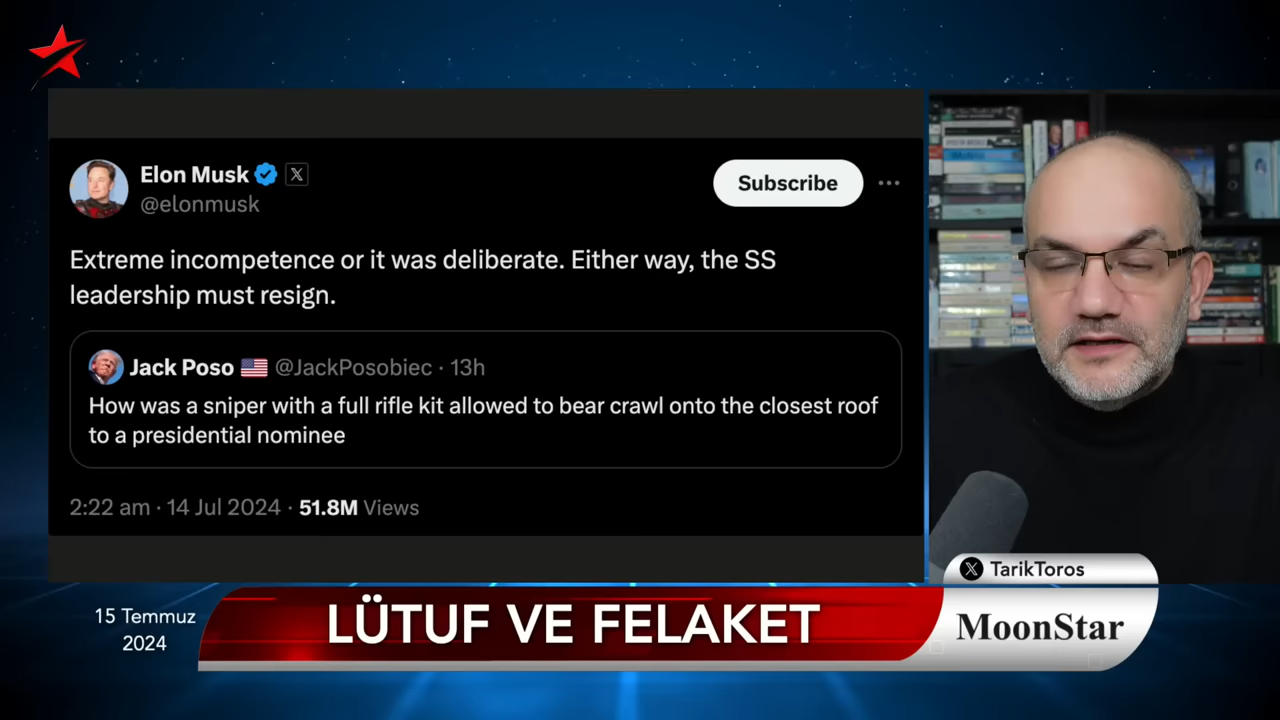 Elon Musk X
@elonmusk
Subscribe
Extreme incompetence or it was deliberate. Either way, the SS
leadership must resign.
Jack Poso 🇺🇸 @JackPosobiec · 13h
How was a sniper with a full rifle kit allowed to bear crawl onto the closest roof
to a presidential nominee
2:22 am · 14 Jul 2024 · 51.8M Views
X TarikToros
15 Temmuz
2024
LÜTUF VE FELAKET
MoonStar